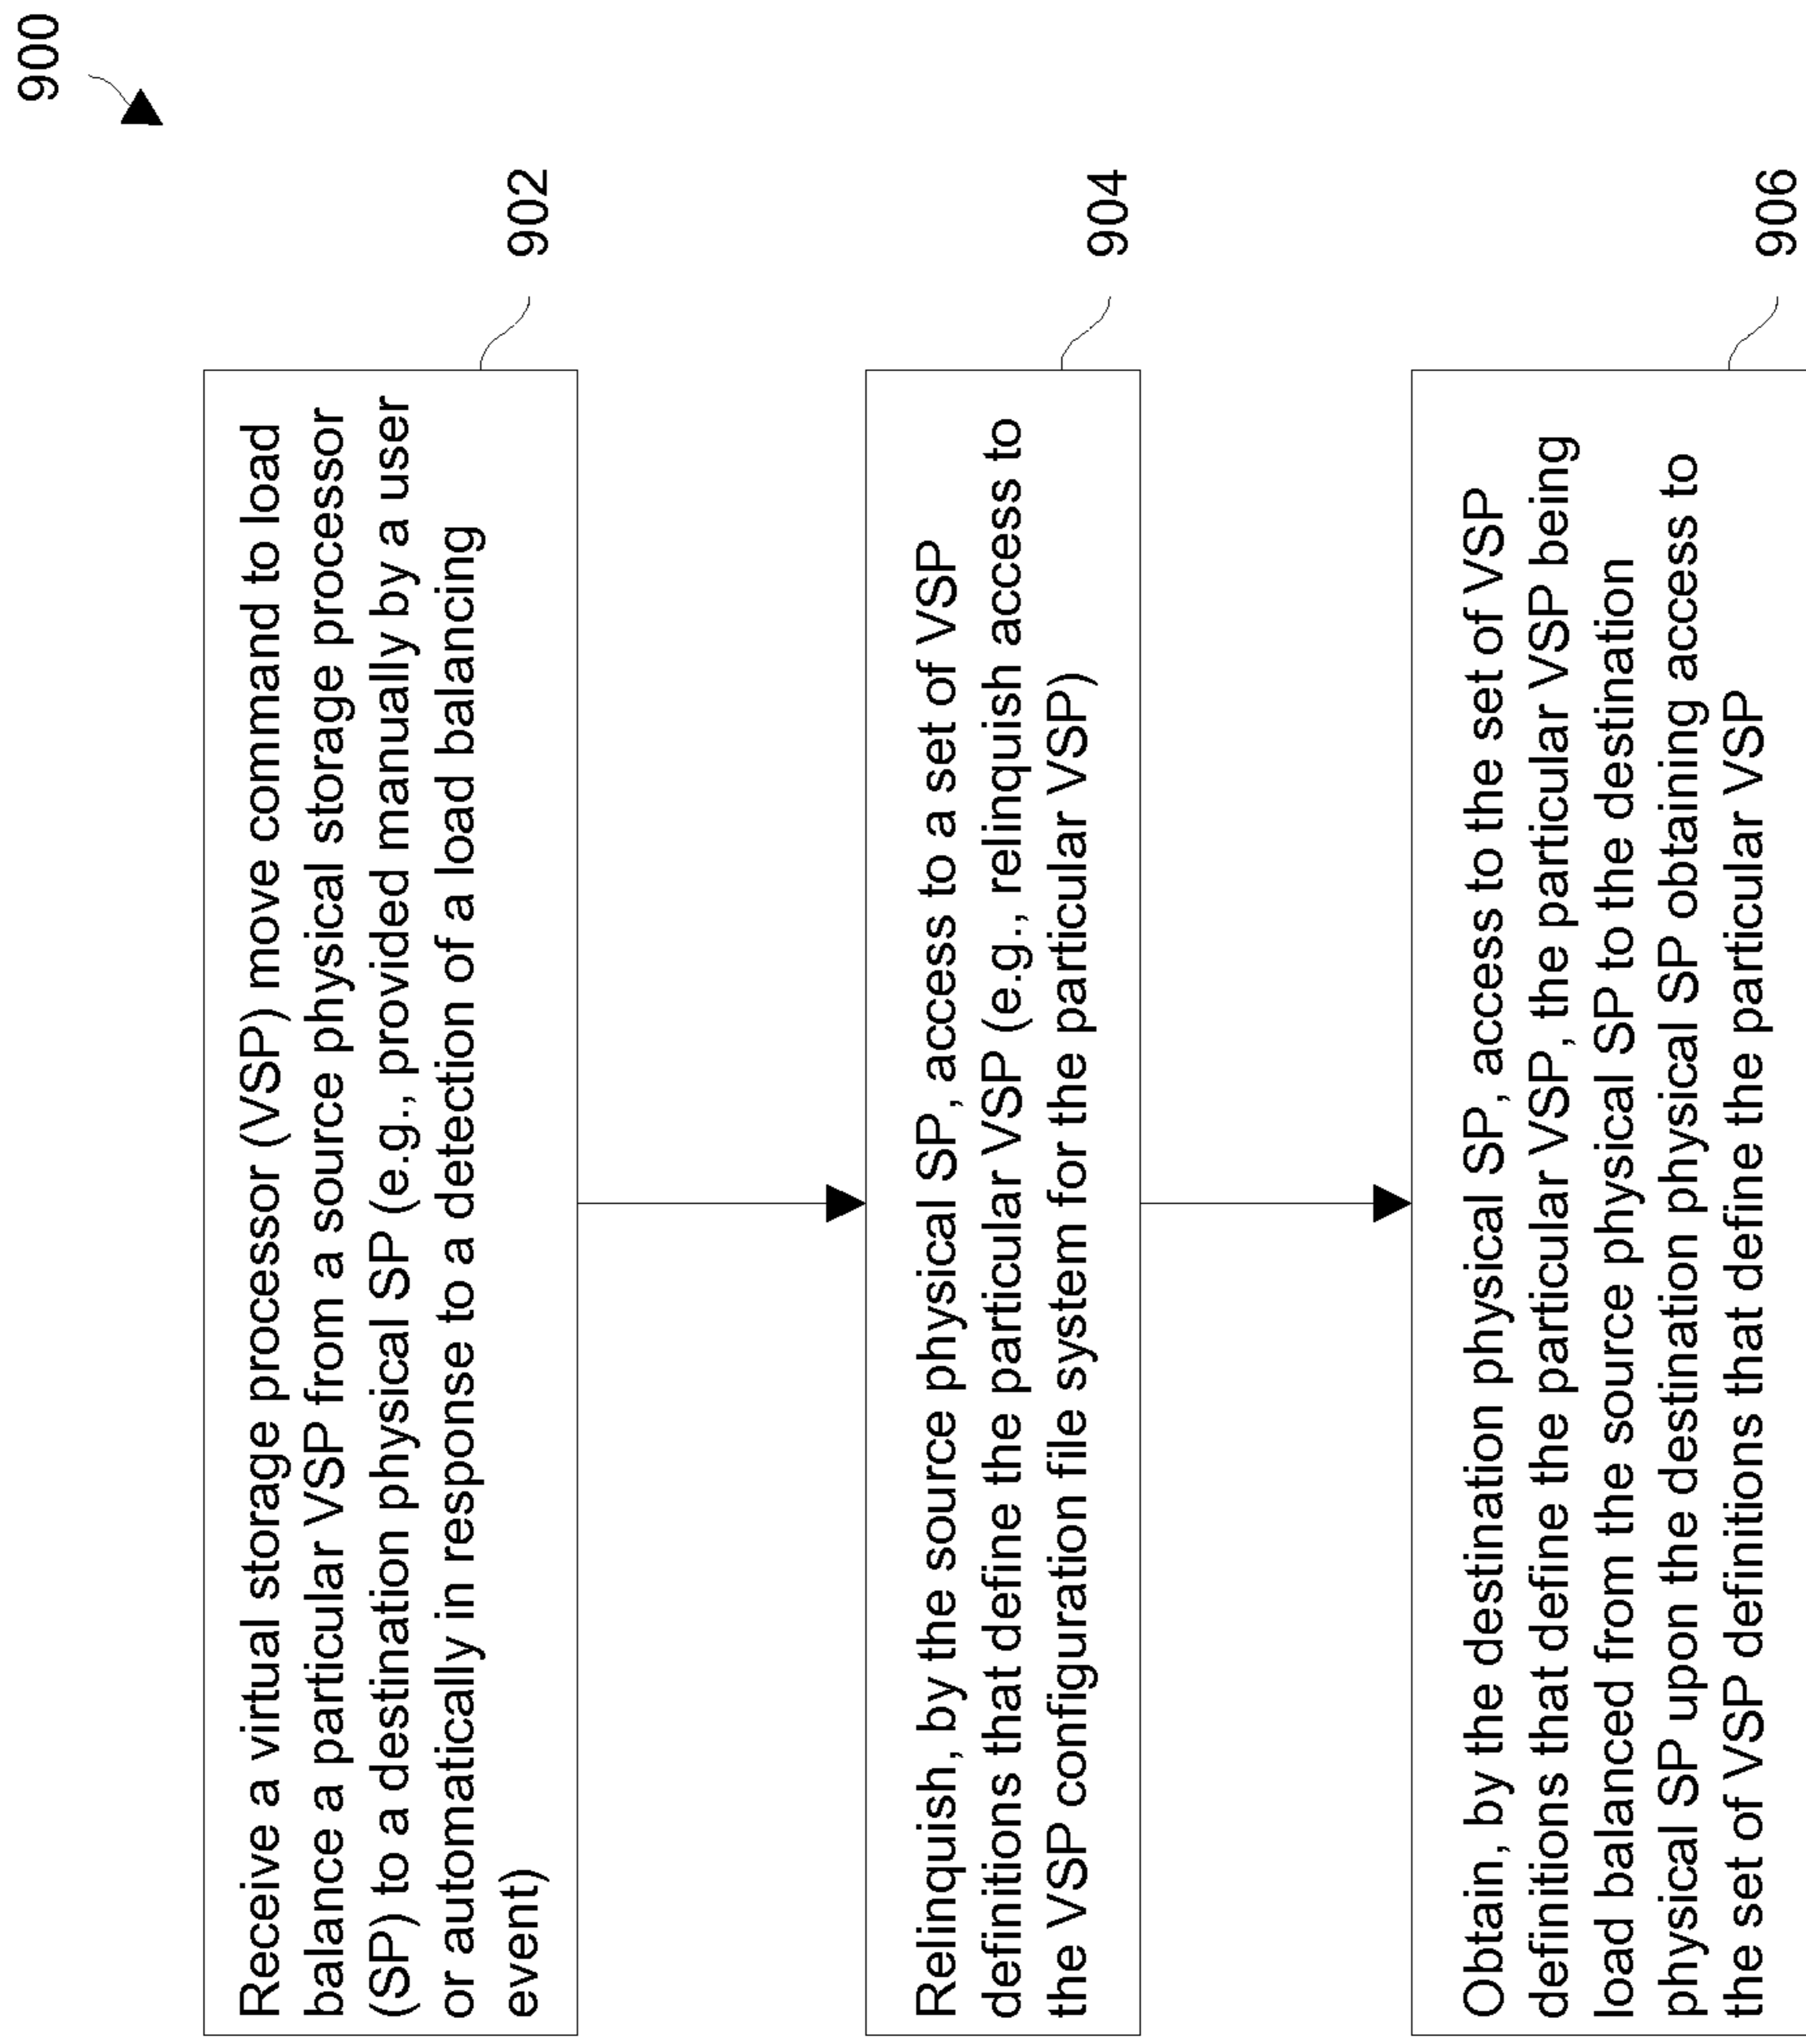 900
Receive a virtual storage processor (VSP) move command to load
balance a particular VSP from a source physical storage processor
(SP) to a destination physical SP (e.g., provided manually by a user
or automatically in response to a detection of a load balancing
event)
902
Relinquish, by the source physical SP, access to a set of VSP
definitions that define the particular VSP (e.g., relinquish access to
the VSP configuration file system for the particular VSP)
904
Obtain, by the destination physical SP, access to the set of VSP
definitions that define the particular VSP, the particular VSP being
load balanced from the source physical SP to the destination
physical SP upon the destination physical SP obtaining access to
the set of VSP definitions that define the particular VSP
906